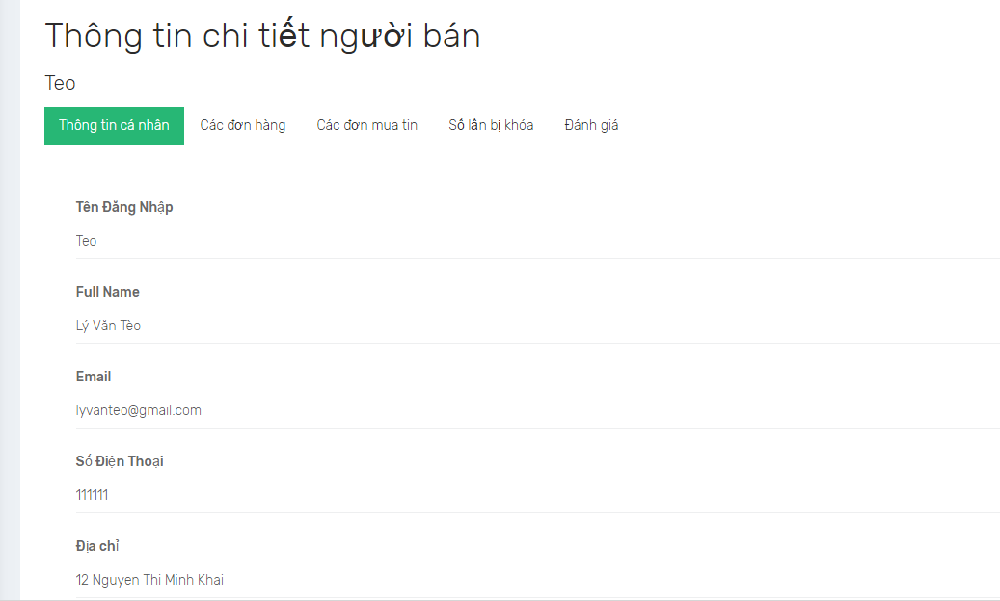 Thông tin chi tiết người bán
Teo
Thông tin cá nhân Các đơn hàng Các đơn mua tin Số lần bị khóa Đánh giá
Tên Đăng Nhập
Teo
Full Name
Lý Văn Tèo
Email
lyvanteo@gmail.com
Số Điện Thoại
111111
Địa chỉ
12 Nguyen Thi Minh Khai